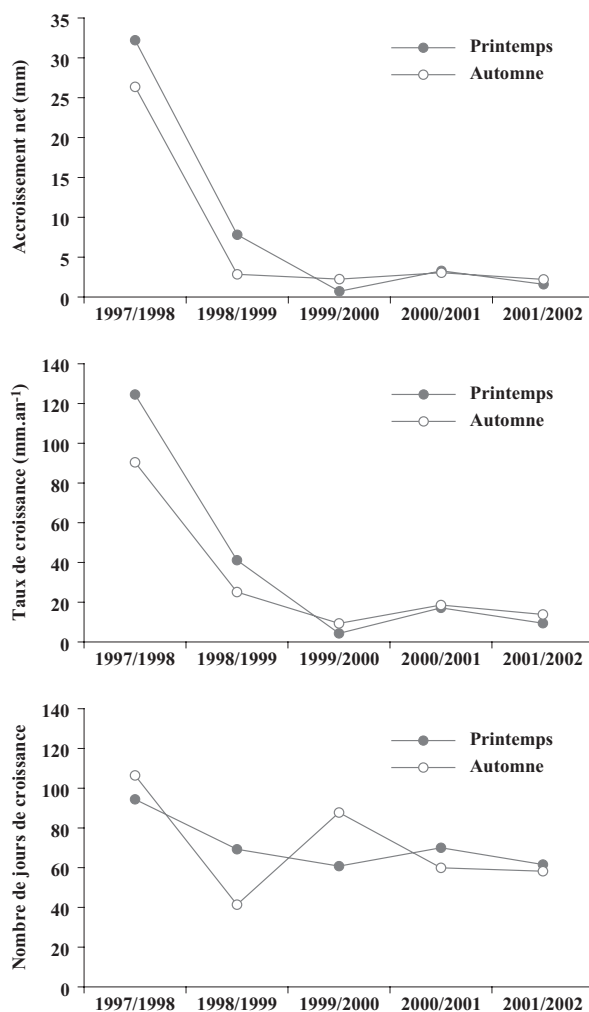 35
30
25
20
15
10
5
0
Accroissement net (mm)
Printemps
Automne
1997/1998 1998/1999 1999/2000 2000/2001 2001/2002
140
120
100
80
60
40
20
0
Taux de croissance (mm.an⁻¹)
Printemps
Automne
1997/1998 1998/1999 1999/2000 2000/2001 2001/2002
140
120
100
80
60
40
20
0
Nombre de jours de croissance
Printemps
Automne
1997/1998 1998/1999 1999/2000 2000/2001 2001/2002